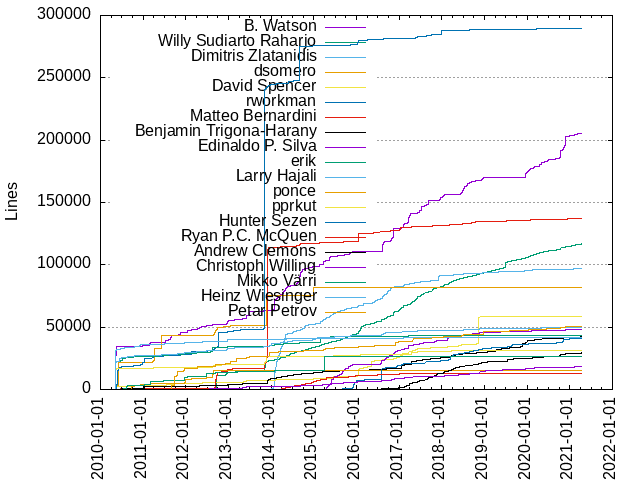 300000
250000
200000
150000
100000
50000
0
Lines
B. Watson
Willy Sudiarto Raharjo
Dimitris Zlatanidis
dsomero
David Spencer
rworkman
Matteo Bernardini
Benjamin Trigona-Harany
Edinaldo P. Silva
erik
Larry Hajali
ponce
pprkut
Hunter Sezen
Ryan P.C. McQuen
Andrew Clemons
Christoph Willing
Mikko Värri
Heinz Wiesinger
Petar Petrov
2010-01-01
2011-01-01
2012-01-01
2013-01-01
2014-01-01
2015-01-01
2016-01-01
2017-01-01
2018-01-01
2019-01-01
2020-01-01
2021-01-01
2022-01-01